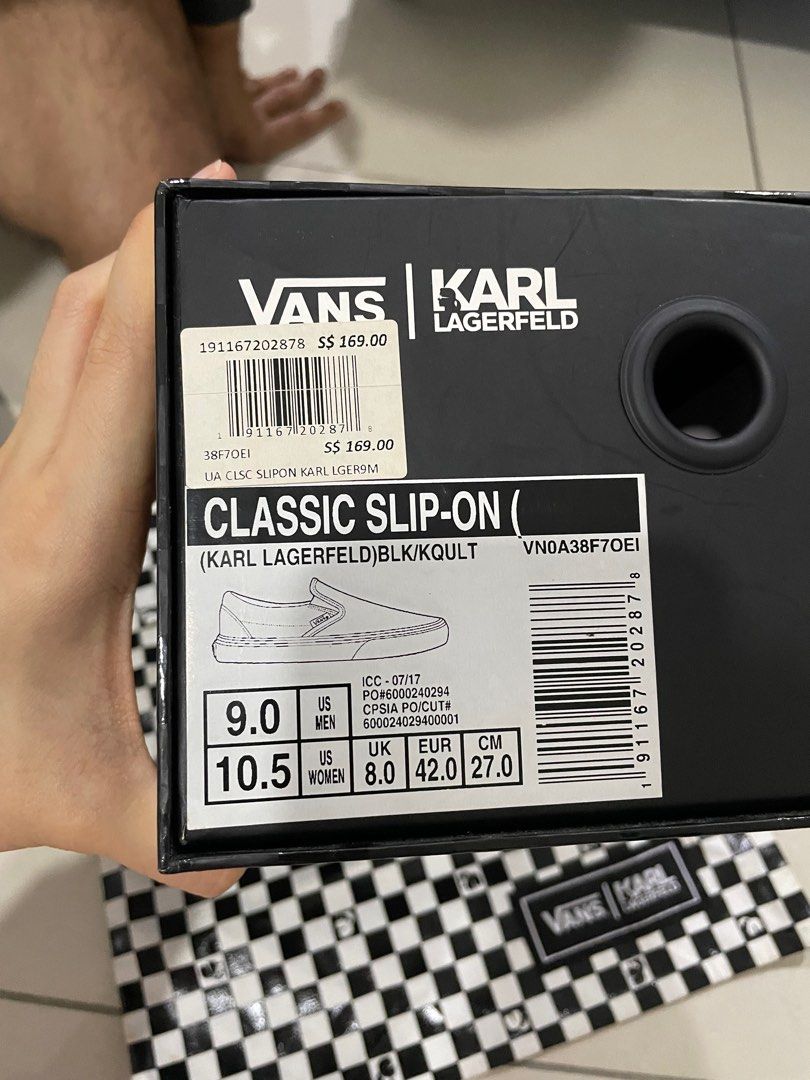 VANS | KARL LAGERFELD
191167202878 S$ 169.00
1 91167 20287 8
38F7OEI S$ 169.00
UA CLSC SLIPON KARL LGER9M
CLASSIC SLIP-ON (
(KARL LAGERFELD)BLK/KQULT VN0A38F7OEI
VANS
ICC - 07/17
PO#6000240294
CPSIA PO/CUT#
600024029400001
9.0 US MEN
10.5 US WOMEN
UK 8.0
EUR 42.0
CM 27.0
1 91167 20287 8
VANS | KARL LAGERFELD